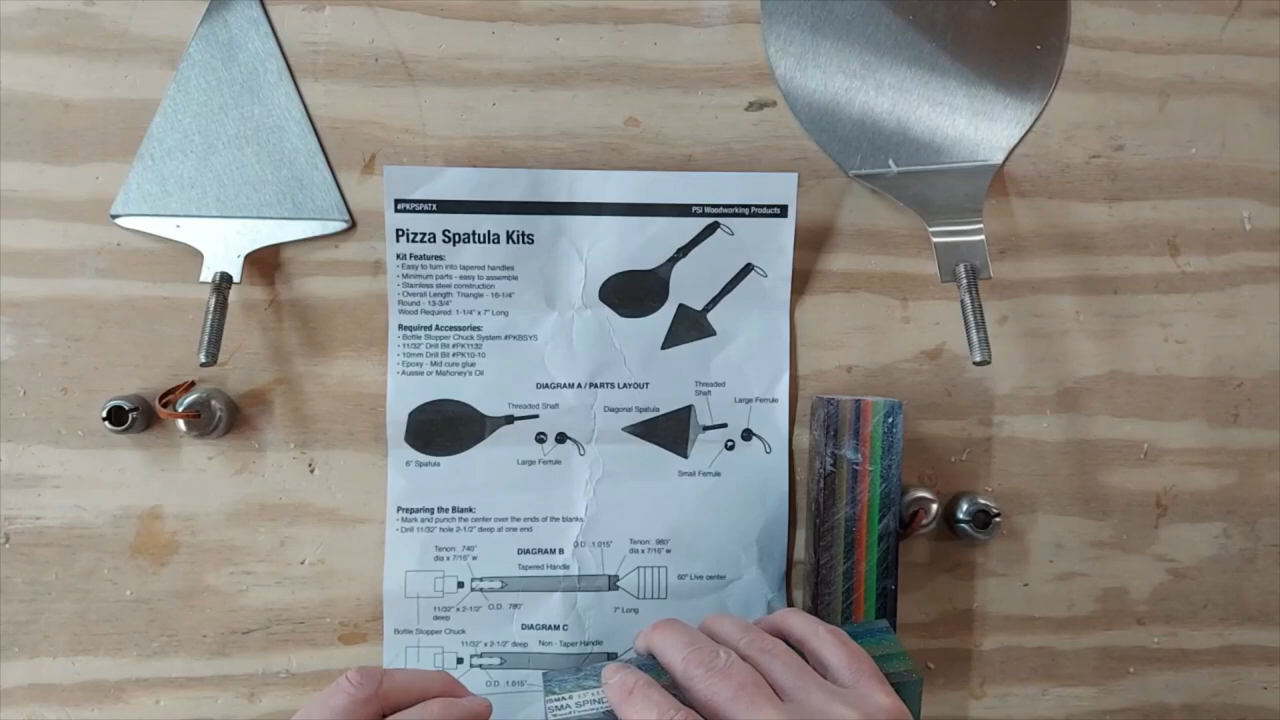 #PKPSPATX
PSI Woodworking Products
Pizza Spatula Kits
Kit Features:
• Easy to turn into tapered handles
• Minimum parts - easy to assemble
• Stainless steel construction
• Overall Length: Triangle - 16-1/4"
Round - 13-3/4"
Wood Required: 1-1/4" x 7" Long
Required Accessories:
• Bottle Stopper Chuck System #PKBSYS
• 11/32" Drill Bit #PK1132
• 10mm Drill Bit #PK10-10
• Epoxy - Mid cure glue
• Aussie or Mahoney's Oil
DIAGRAM A / PARTS LAYOUT
Threaded Shaft
6" Spatula
Large Ferrule
Diagonal Spatula
Threaded
Shaft
Large Ferrule
Small Ferrule
Preparing the Blank:
• Mark and punch the center over the ends of the blanks
• Drill 11/32" hole 2-1/2" deep at one end
Tenon: .740"
dia x 7/16" w
DIAGRAM B
Tapered Handle
O.D. :1.015"
Tenon: .980"
dia x 7/16" w
60° Live center
11/32" x 2-1/2"
deep
O.D. .780"
7" Long
Bottle Stopper Chuck
DIAGRAM C
11/32" x 2-1/2" deep
Non - Taper Handle
O.D. :1.015"
SMA SPIND